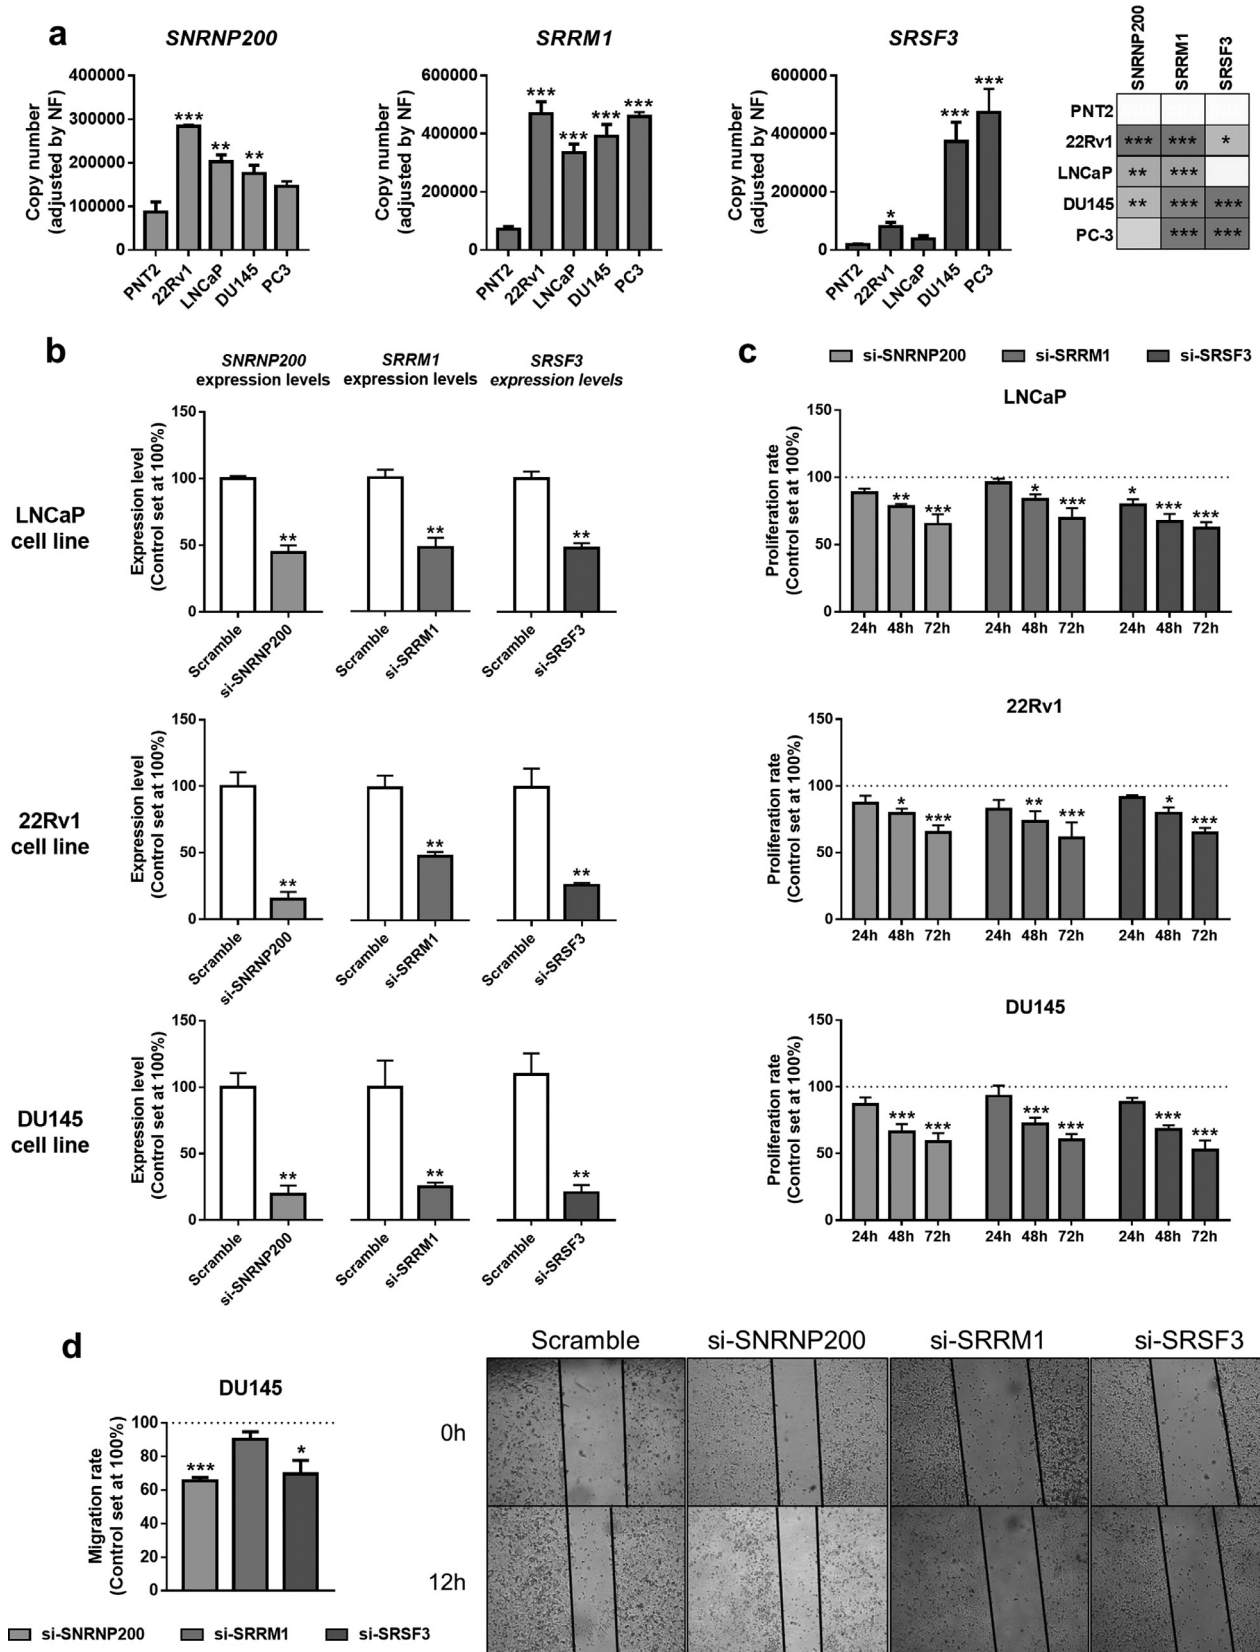 a
SNRNP200
SRRM1
SRSF3
Copy number
(adjusted by NF)
400000
300000
200000
100000
0
***
**
**
PNT2
22Rv1
LNCaP
DU145
PC3
Copy number
(adjusted by NF)
600000
400000
200000
0
***
***
***
***
PNT2
22Rv1
LNCaP
DU145
PC3
Copy number
(adjusted by NF)
600000
400000
200000
0
*
***
***
PNT2
22Rv1
LNCaP
DU145
PC3
SNRNP200
SRRM1
SRSF3
PNT2
22Rv1 *** *** *
LNCaP ** ***
DU145 ** *** ***
PC-3 *** ***
b
SNRNP200
expression levels
SRRM1
expression levels
SRSF3
expression levels
LNCaP
cell line
Expression level
(Control set at 100%)
150
100
50
0
**
**
**
Scramble
si-SNRNP200
Scramble
si-SRRM1
Scramble
si-SRSF3
22Rv1
cell line
Expression level
(Control set at 100%)
150
100
50
0
**
**
**
Scramble
si-SNRNP200
Scramble
si-SRRM1
Scramble
si-SRSF3
DU145
cell line
Expression level
(Control set at 100%)
150
100
50
0
**
**
**
Scramble
si-SNRNP200
Scramble
si-SRRM1
Scramble
si-SRSF3
c
si-SNRNP200 si-SRRM1 si-SRSF3
LNCaP
Proliferation rate
(Control set at 100%)
150
100
50
0
** *** * *** * *** ***
24h 48h 72h 24h 48h 72h 24h 48h 72h
22Rv1
Proliferation rate
(Control set at 100%)
150
100
50
0
* *** ** *** * ***
24h 48h 72h 24h 48h 72h 24h 48h 72h
DU145
Proliferation rate
(Control set at 100%)
150
100
50
0
*** *** *** *** *** ***
24h 48h 72h 24h 48h 72h 24h 48h 72h
d
DU145
Migration rate
(Control set at 100%)
100
80
60
40
20
0
*** *
si-SNRNP200 si-SRRM1 si-SRSF3
Scramble si-SNRNP200 si-SRRM1 si-SRSF3
0h
12h